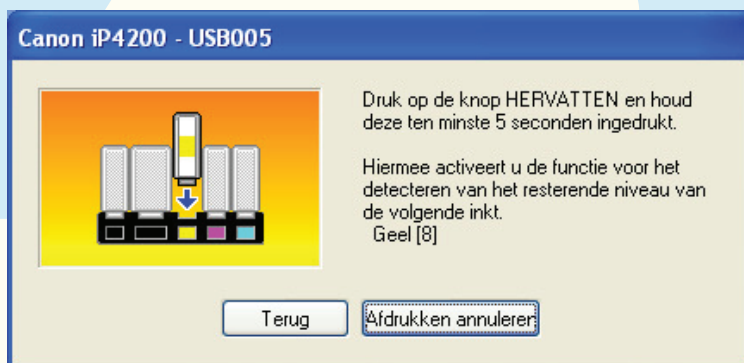 Canon iP4200 - USB005
Druk op de knop HERVATTEN en houd
deze ten minste 5 seconden ingedrukt.
Hiermee activeert u de functie voor het
detecteren van het resterende niveau van
de volgende inkt.
Geel [8]
Terug
Afdrukken annuleren